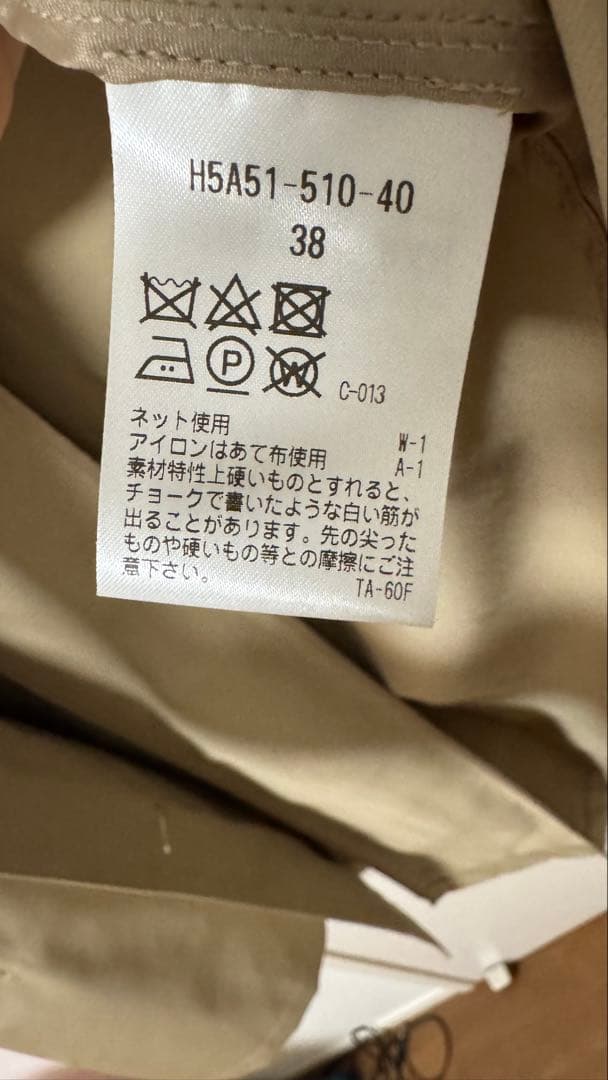 H5A51-510-40
38
P W C-013
ネット使用 W-1
アイロンはあて布使用 A-1
素材特性上硬いものとすれると、
チョークで書いたような白い筋が
出ることがあります。先の尖った
ものや硬いもの等との摩擦にご注
意下さい。 TA-60F